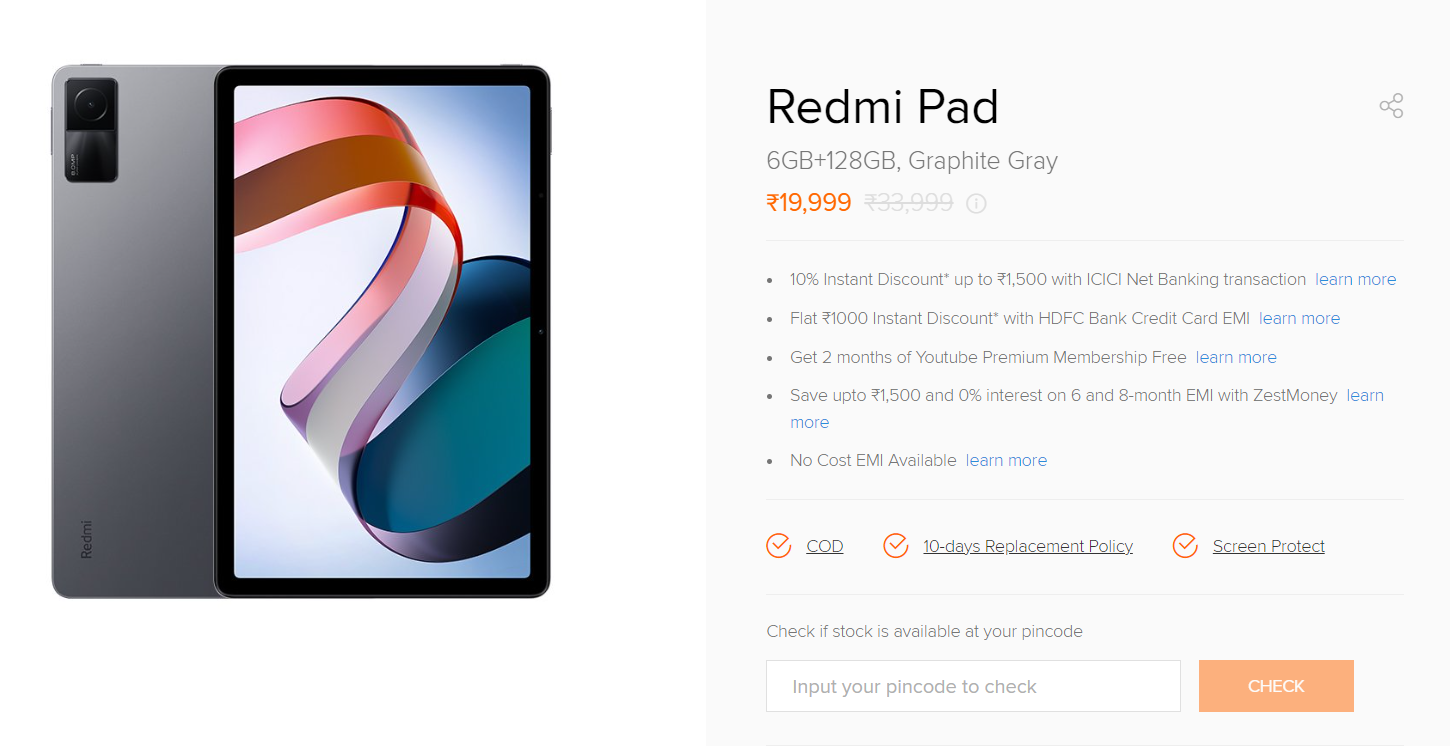 Redmi Pad
6GB+128GB, Graphite Gray
₹19,999 ₹33,999
10% Instant Discount* up to ₹1,500 with ICICI Net Banking transaction learn more
Flat ₹1000 Instant Discount* with HDFC Bank Credit Card EMI learn more
Get 2 months of Youtube Premium Membership Free learn more
Save upto ₹1,500 and 0% interest on 6 and 8-month EMI with ZestMoney learn
more
No Cost EMI Available learn more
COD 10-days Replacement Policy Screen Protect
Check if stock is available at your pincode
Input your pincode to check CHECK
8.0MP
Redmi